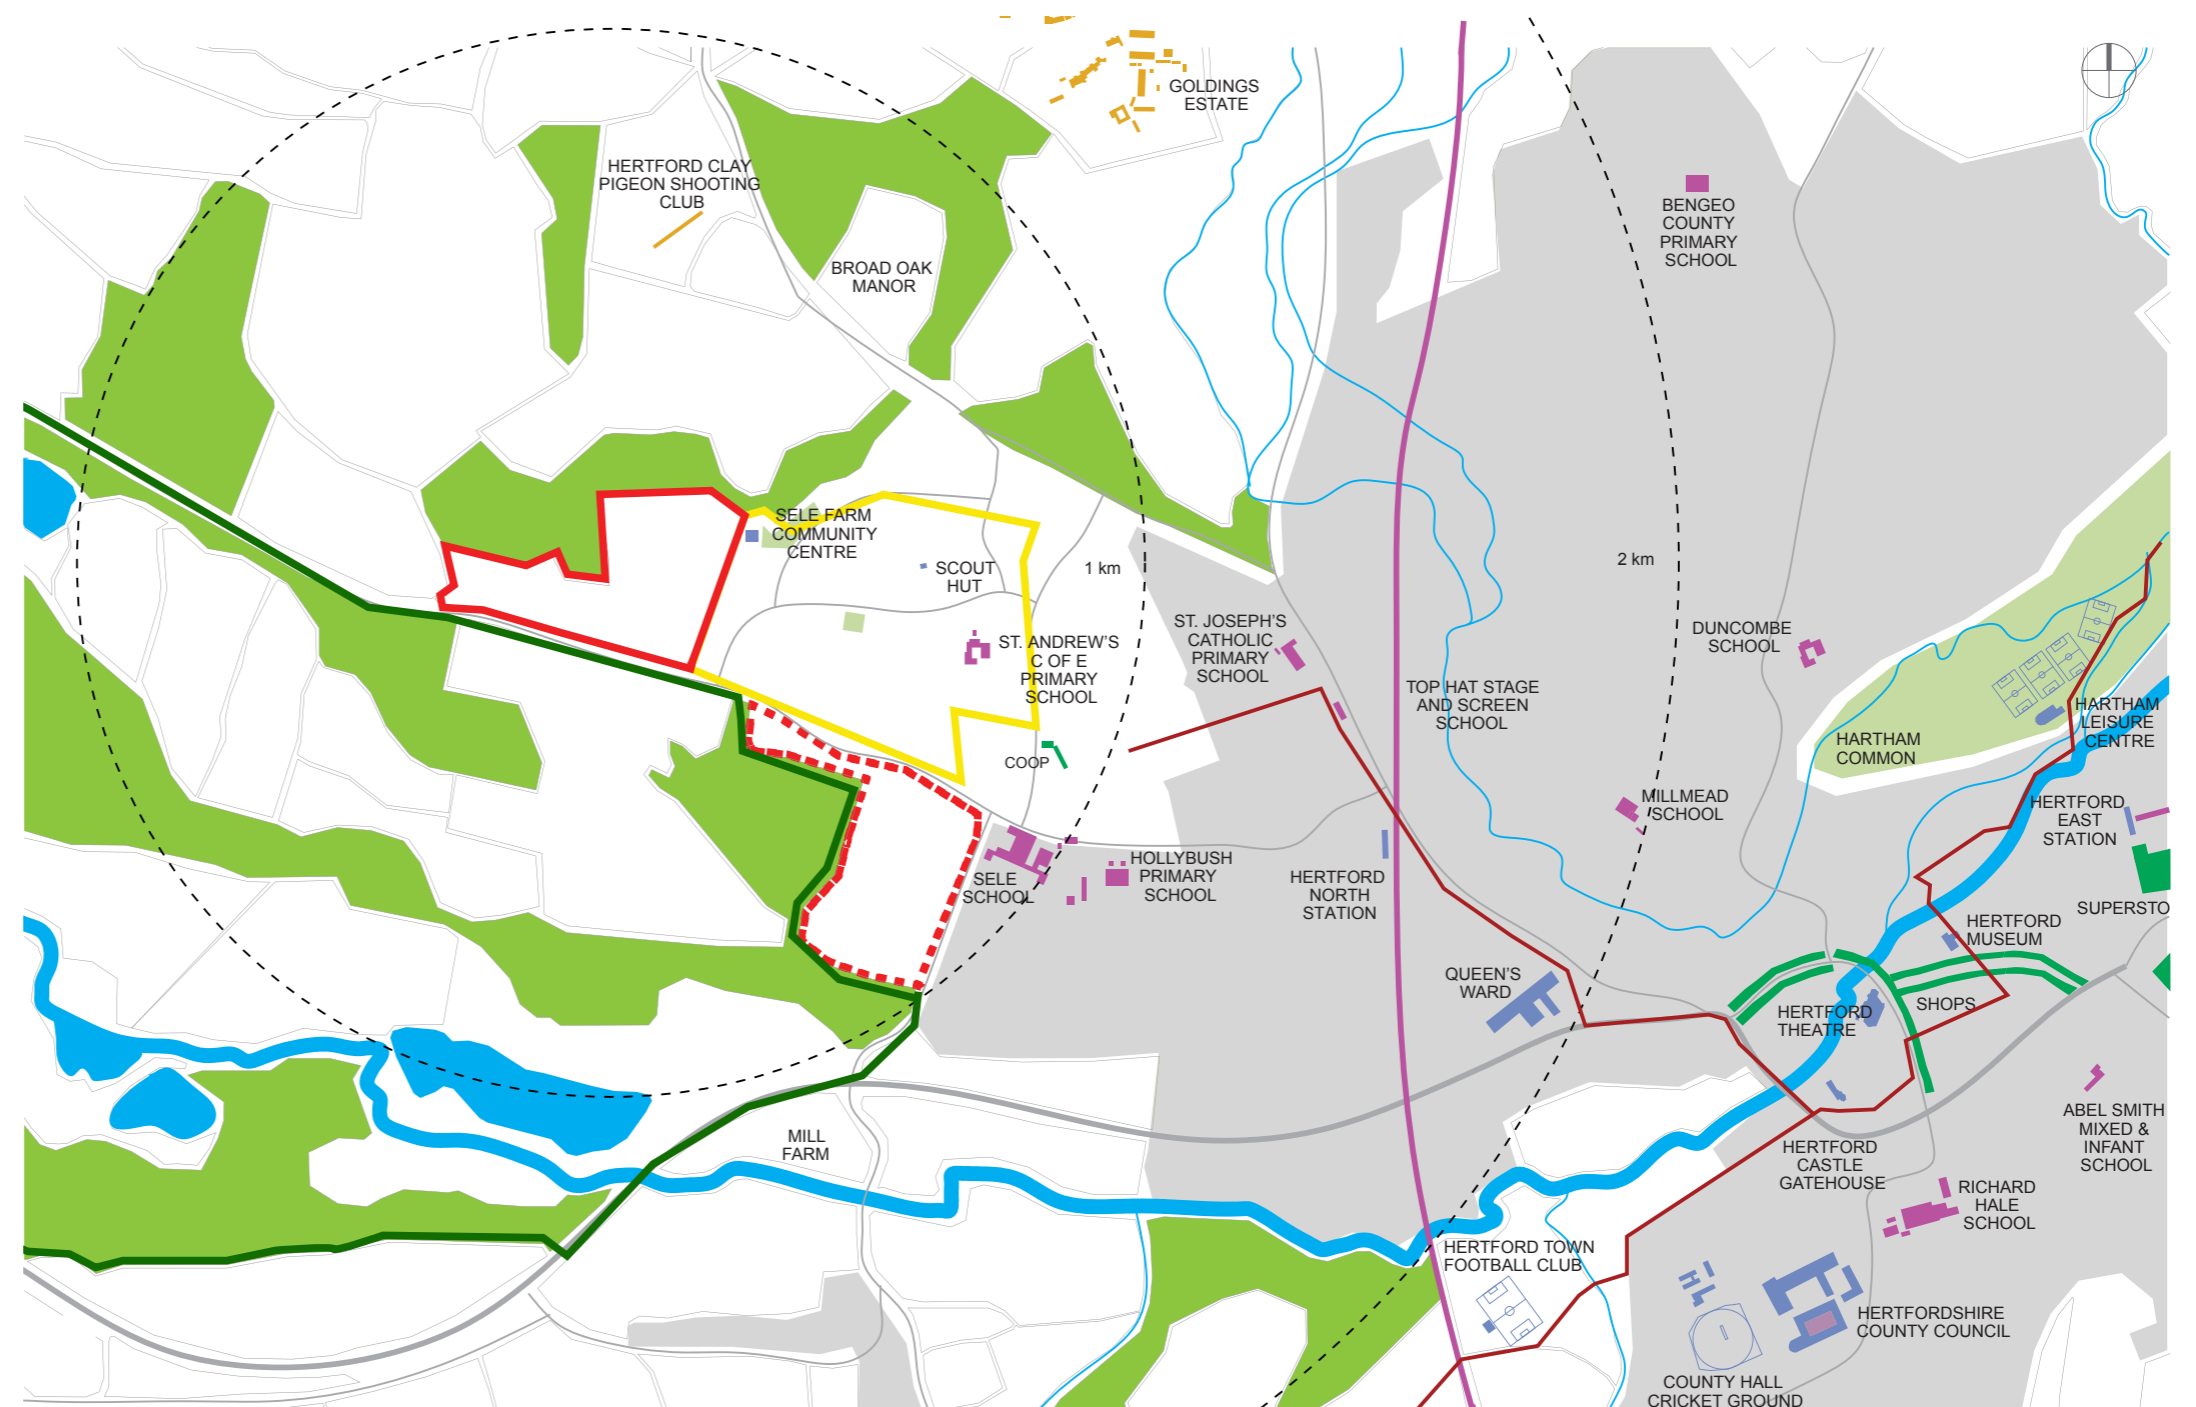 GOLDINGS
ESTATE
HERTFORD CLAY
PIGEON SHOOTING
CLUB
BROAD OAK
MANOR
BENGEO
COUNTY
PRIMARY
SCHOOL
SELE FARM
COMMUNITY
CENTRE
SCOUT
HUT
1 km
2 km
ST. ANDREW'S
C OF E
PRIMARY
SCHOOL
ST. JOSEPH'S
CATHOLIC
PRIMARY
SCHOOL
TOP HAT STAGE
AND SCREEN
SCHOOL
DUNCOMBE
SCHOOL
HARTHAM
LEISURE
CENTRE
HARTHAM
COMMON
COOP
MILLMEAD
SCHOOL
HERTFORD
EAST
STATION
SELE
SCHOOL
HOLLYBUSH
PRIMARY
SCHOOL
HERTFORD
NORTH
STATION
SUPERSTO
HERTFORD
MUSEUM
QUEEN'S
WARD
SHOPS
HERTFORD
THEATRE
MILL
FARM
HERTFORD
CASTLE
GATEHOUSE
ABEL SMITH
MIXED &
INFANT
SCHOOL
RICHARD
HALE
SCHOOL
HERTFORD TOWN
FOOTBALL CLUB
HERTFORDSHIRE
COUNTY COUNCIL
COUNTY HALL
CRICKET GROUND